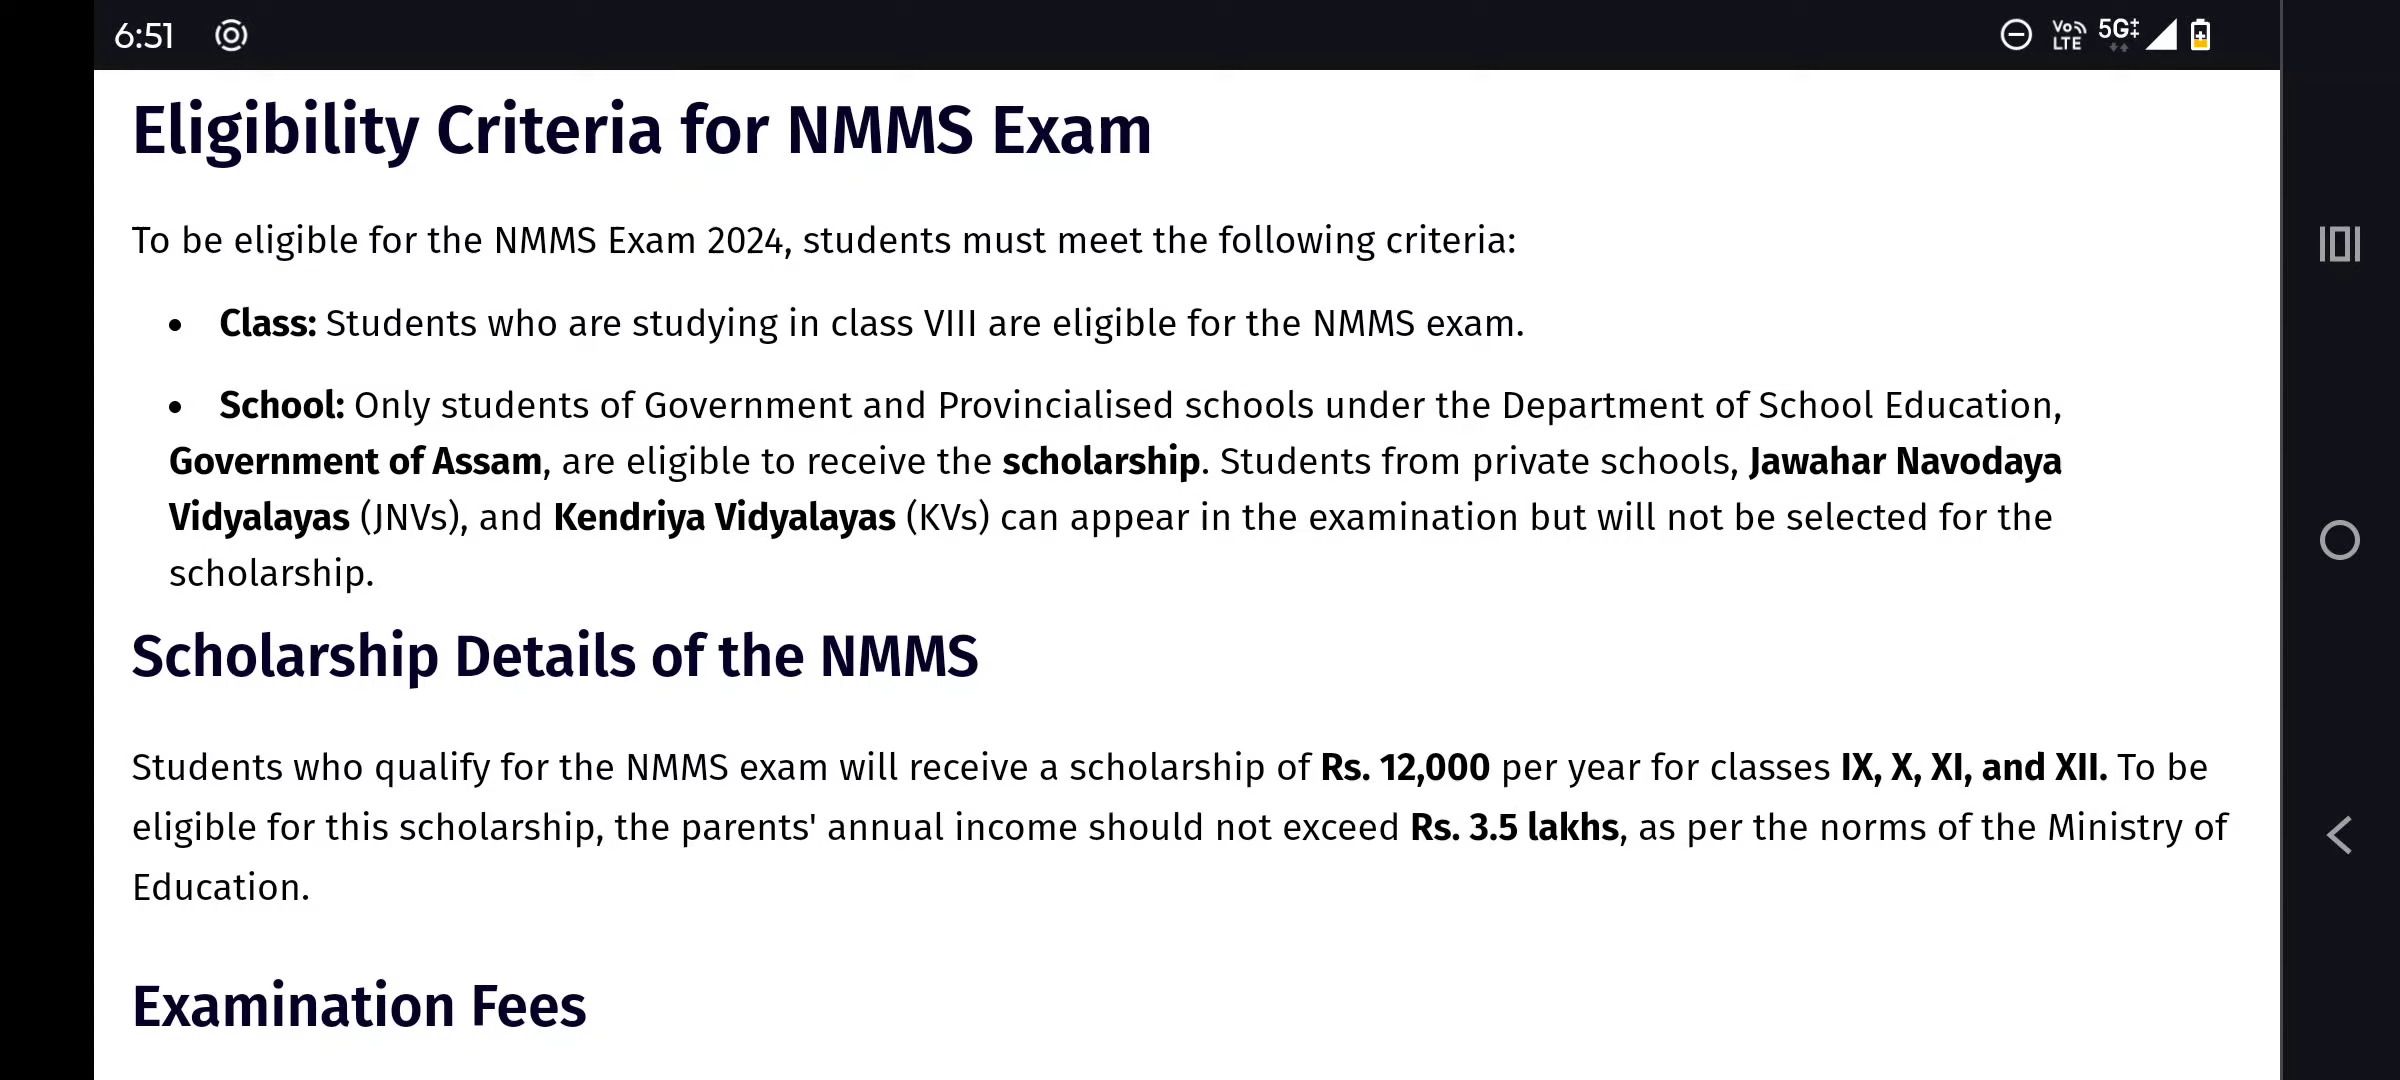 6:51
Vo LTE 5G
Eligibility Criteria for NMMS Exam
To be eligible for the NMMS Exam 2024, students must meet the following criteria:
• Class: Students who are studying in class VIII are eligible for the NMMS exam.
• School: Only students of Government and Provincialised schools under the Department of School Education,
Government of Assam, are eligible to receive the scholarship. Students from private schools, Jawahar Navodaya
Vidyalayas (JNVs), and Kendriya Vidyalayas (KVs) can appear in the examination but will not be selected for the
scholarship.
Scholarship Details of the NMMS
Students who qualify for the NMMS exam will receive a scholarship of Rs. 12,000 per year for classes IX, X, XI, and XII. To be
eligible for this scholarship, the parents' annual income should not exceed Rs. 3.5 lakhs, as per the norms of the Ministry of
Education.
Examination Fees